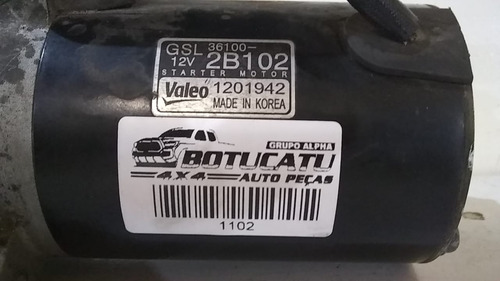 GSL 36100-
12V 2B102
STARTER MOTOR
Valeo 1201942
MADE IN KOREA
GRUPO ALPHA
BOTUCATU
4X4 AUTO PEÇAS
1102